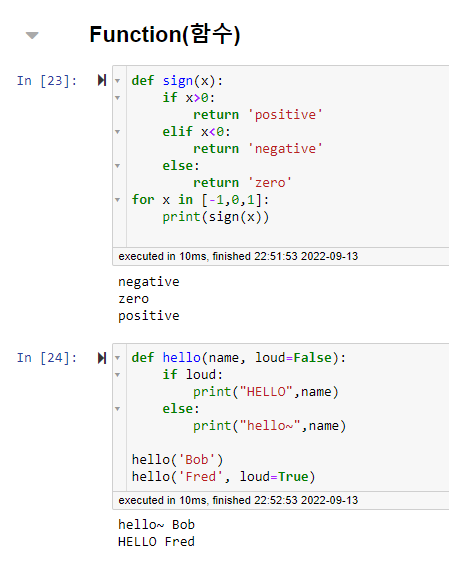 Function(함수)
In [23]:
def sign(x):
    if x>0:
        return 'positive'
    elif x<0:
        return 'negative'
    else:
        return 'zero'
for x in [-1,0,1]:
    print(sign(x))
executed in 10ms, finished 22:51:53 2022-09-13
negative
zero
positive
In [24]:
def hello(name, loud=False):
    if loud:
        print("HELLO",name)
    else:
        print("hello~",name)
hello('Bob')
hello('Fred', loud=True)
executed in 10ms, finished 22:52:53 2022-09-13
hello~ Bob
HELLO Fred